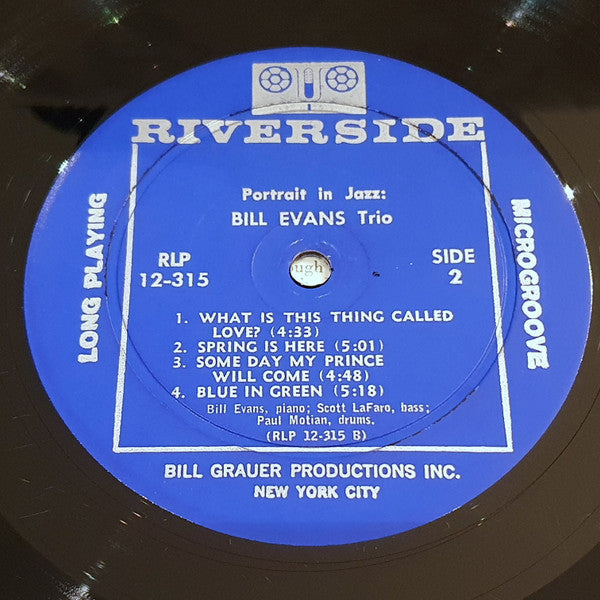 RIVERSIDE
Portrait in Jazz:
BILL EVANS Trio
LONG PLAYING
MICROGROOVE
RLP
12-315
SIDE
2
ugh
1. WHAT IS THIS THING CALLED
LOVE? (4:33)
2. SPRING IS HERE (5:01)
3. SOME DAY MY PRINCE
WILL COME (4:48)
4. BLUE IN GREEN (5:18)
Bill Evans, piano; Scott LaFaro, bass;
Paul Motian, drums.
(RLP 12-315 B)
BILL GRAUER PRODUCTIONS INC.
NEW YORK CITY